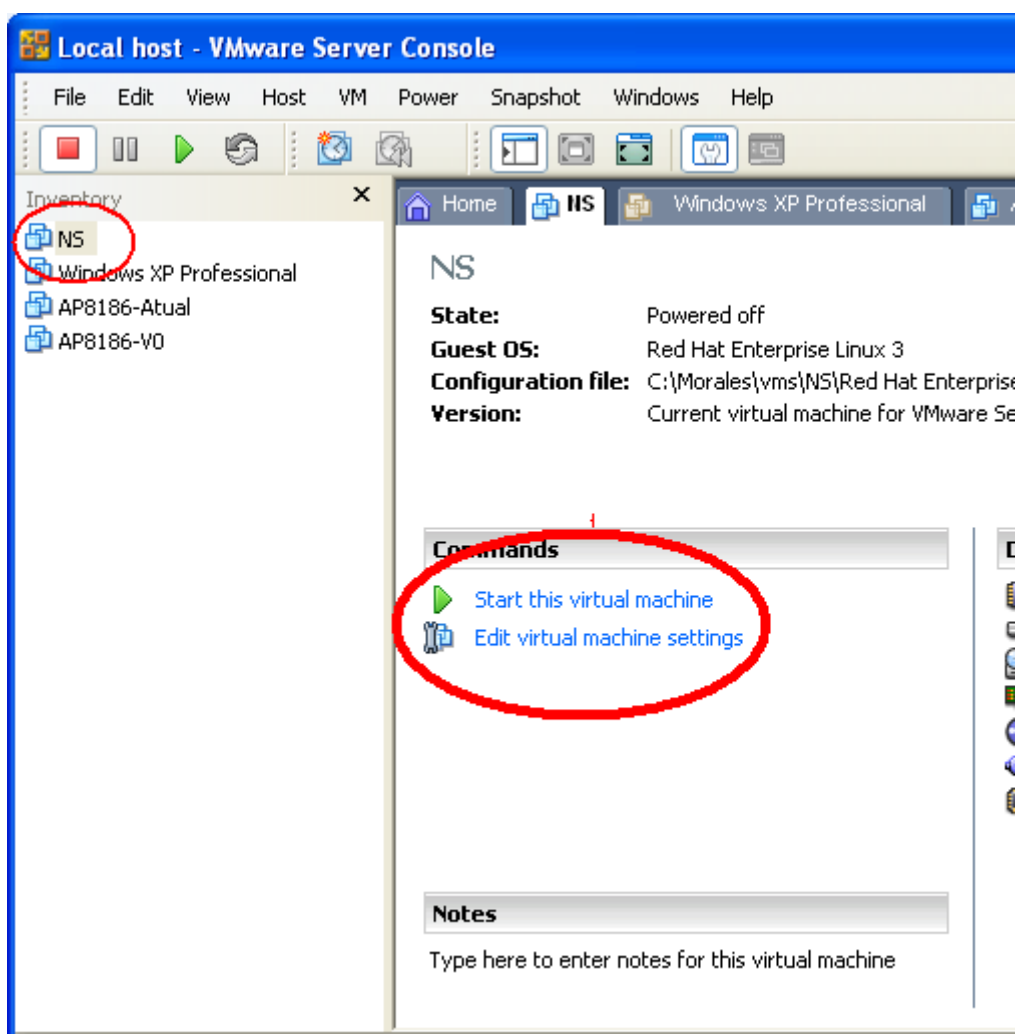 Local host - VMware Server Console
File Edit View Host VM Power Snapshot Windows Help
Inventory
NS
Windows XP Professional
AP8186-Atual
AP8186-V0
Home NS Windows XP Professional
NS
State: Powered off
Guest OS: Red Hat Enterprise Linux 3
Configuration file: C:\Morales\vms\NS\Red Hat Enterprise
Version: Current virtual machine for VMware Se
Commands
Start this virtual machine
Edit virtual machine settings
Notes
Type here to enter notes for this virtual machine